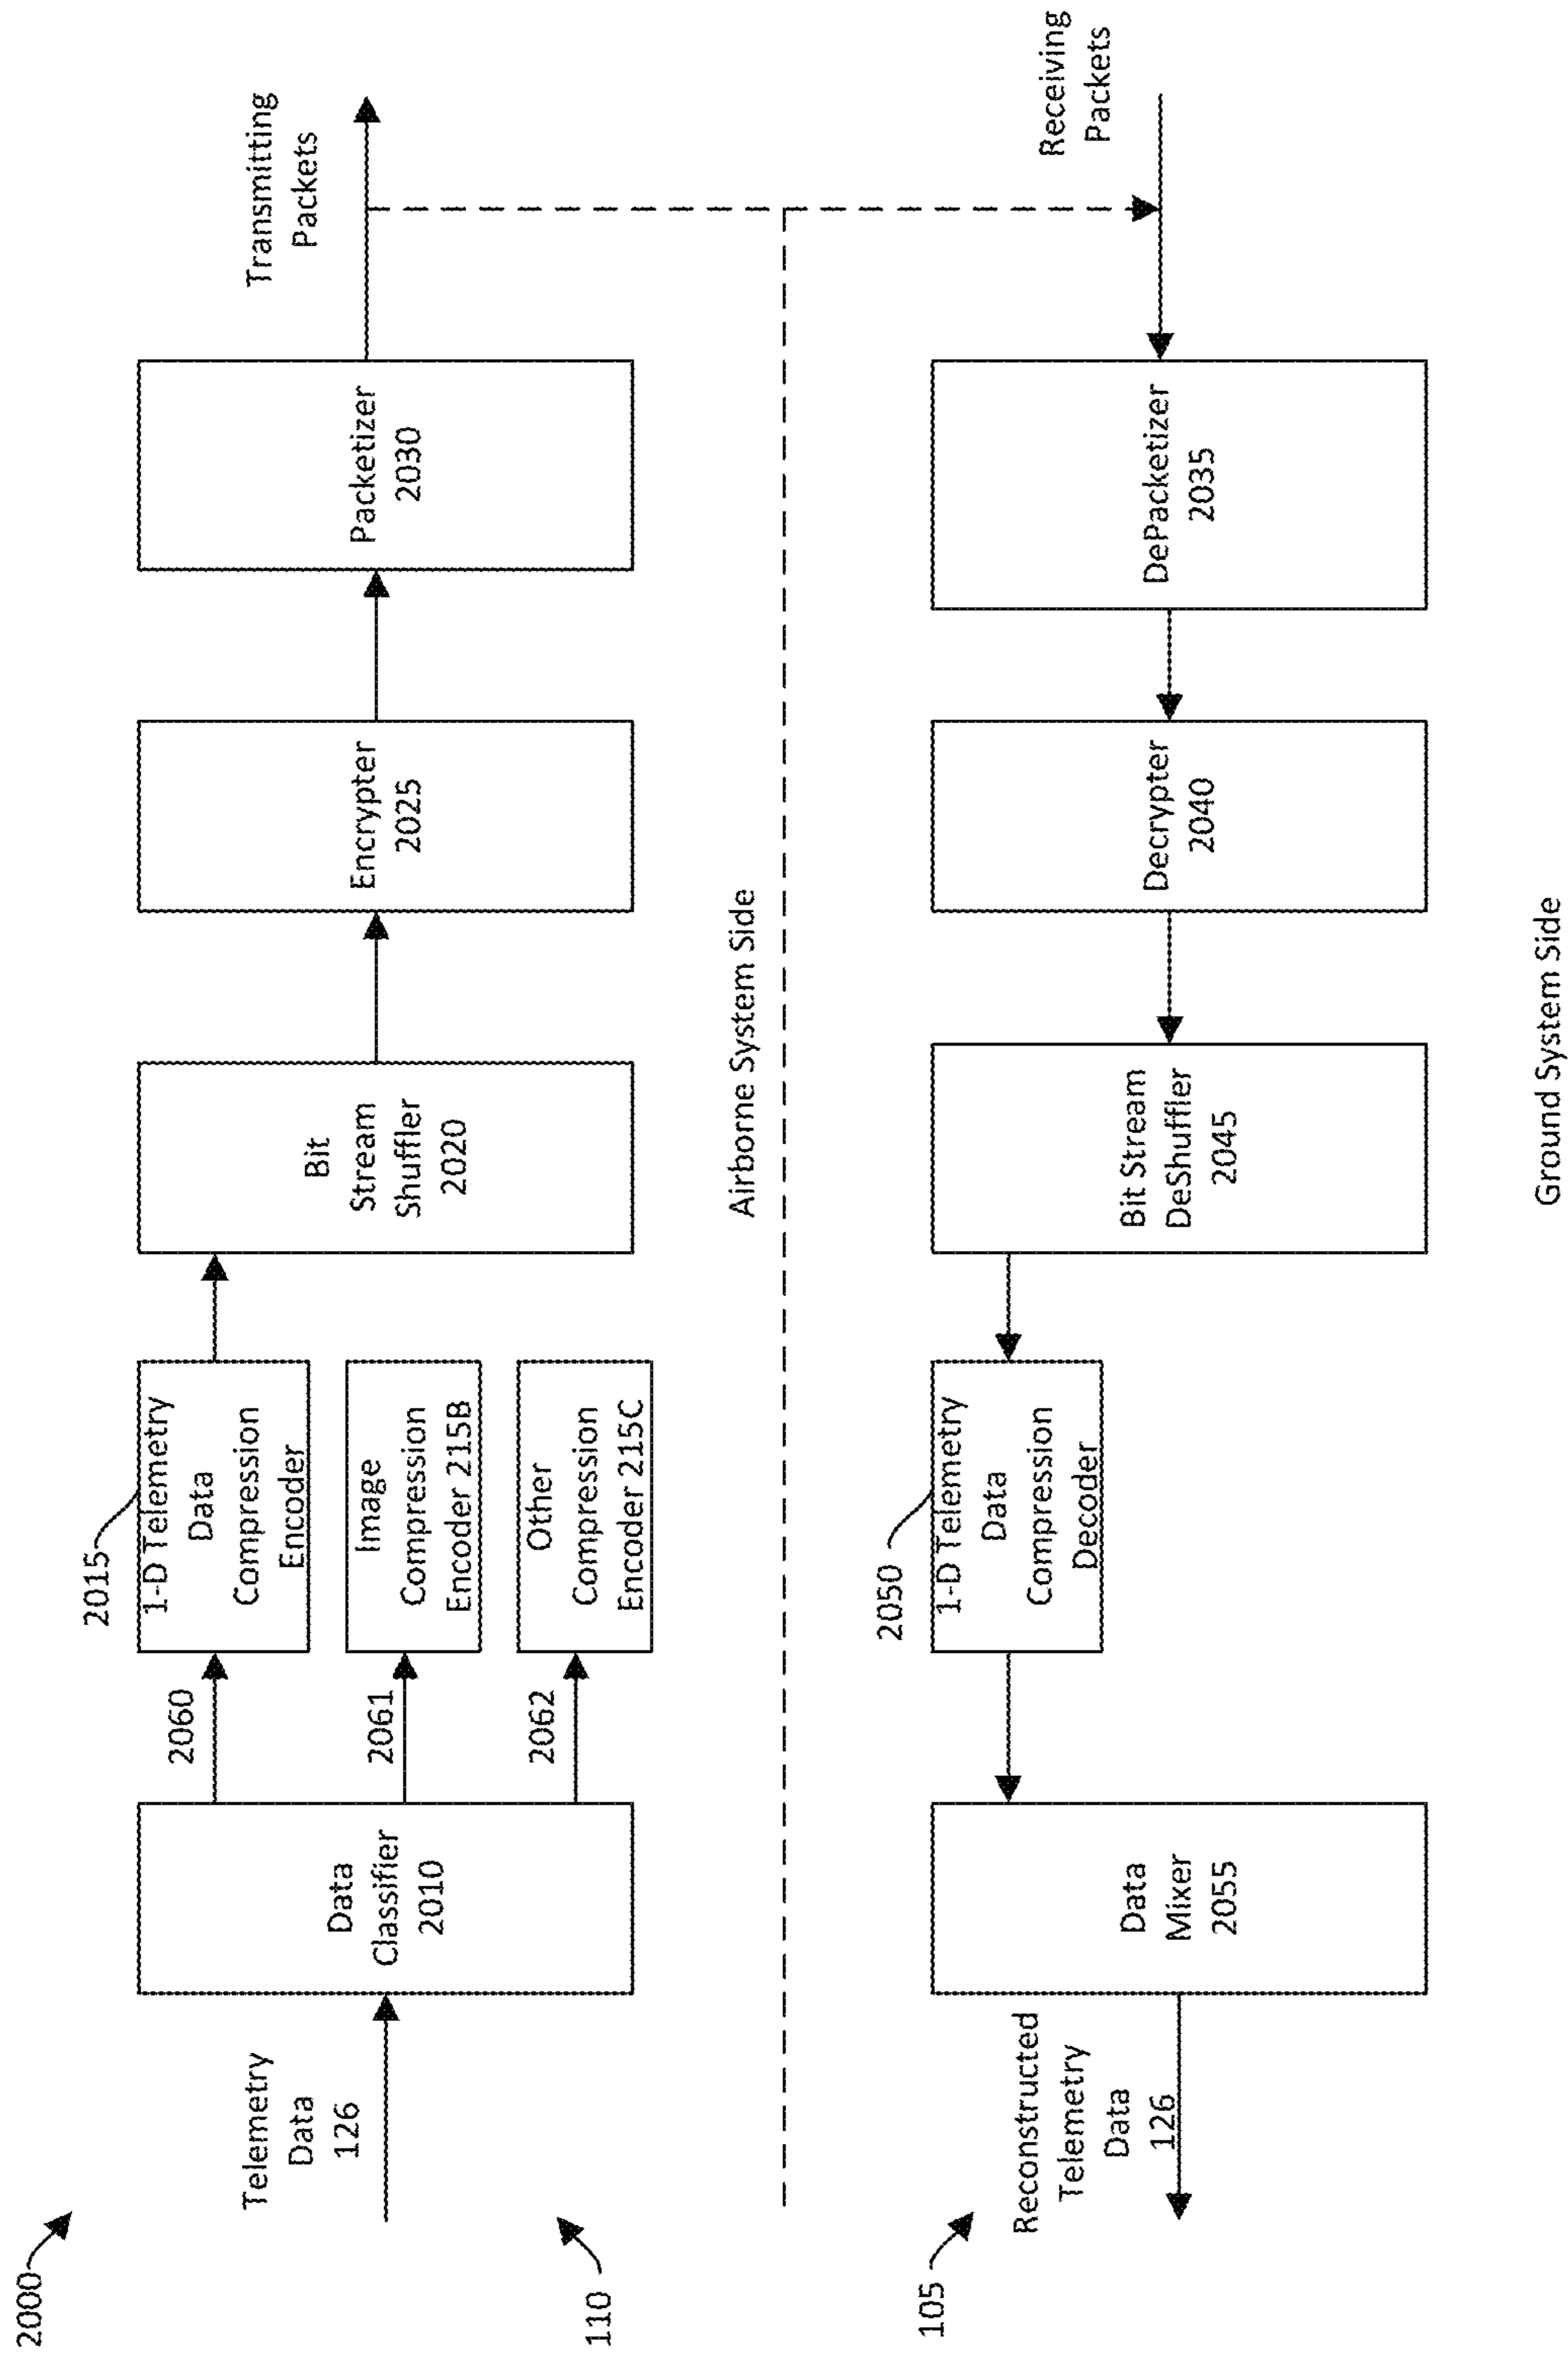 2000
110
Telemetry
Data
126
Data
Classifier
2010
2060
2061
2062
2015
1-D Telemetry
Data
Compression
Encoder
Image
Compression
Encoder 215B
Other
Compression
Encoder 215C
Bit
Stream
Shuffler
2020
Encrypter
2025
Packetizer
2030
Transmitting
Packets
Airborne System Side
105
Reconstructed
Telemetry
Data
126
Data
Mixer
2055
2050
1-D Telemetry
Data
Compression
Decoder
Bit Stream
DeShuffler
2045
Decrypter
2040
DePacketizer
2035
Receiving
Packets
Ground System Side